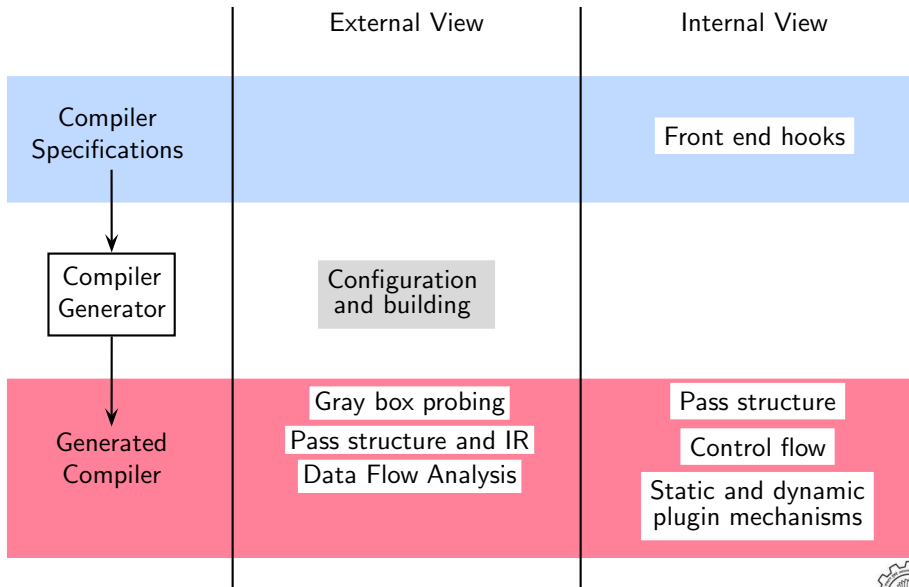 External View
Internal View
Compiler
Specifications
Front end hooks
Compiler
Generator
Configuration
and building
Generated
Compiler
Gray box probing
Pass structure and IR
Data Flow Analysis
Pass structure
Control flow
Static and dynamic
plugin mechanisms